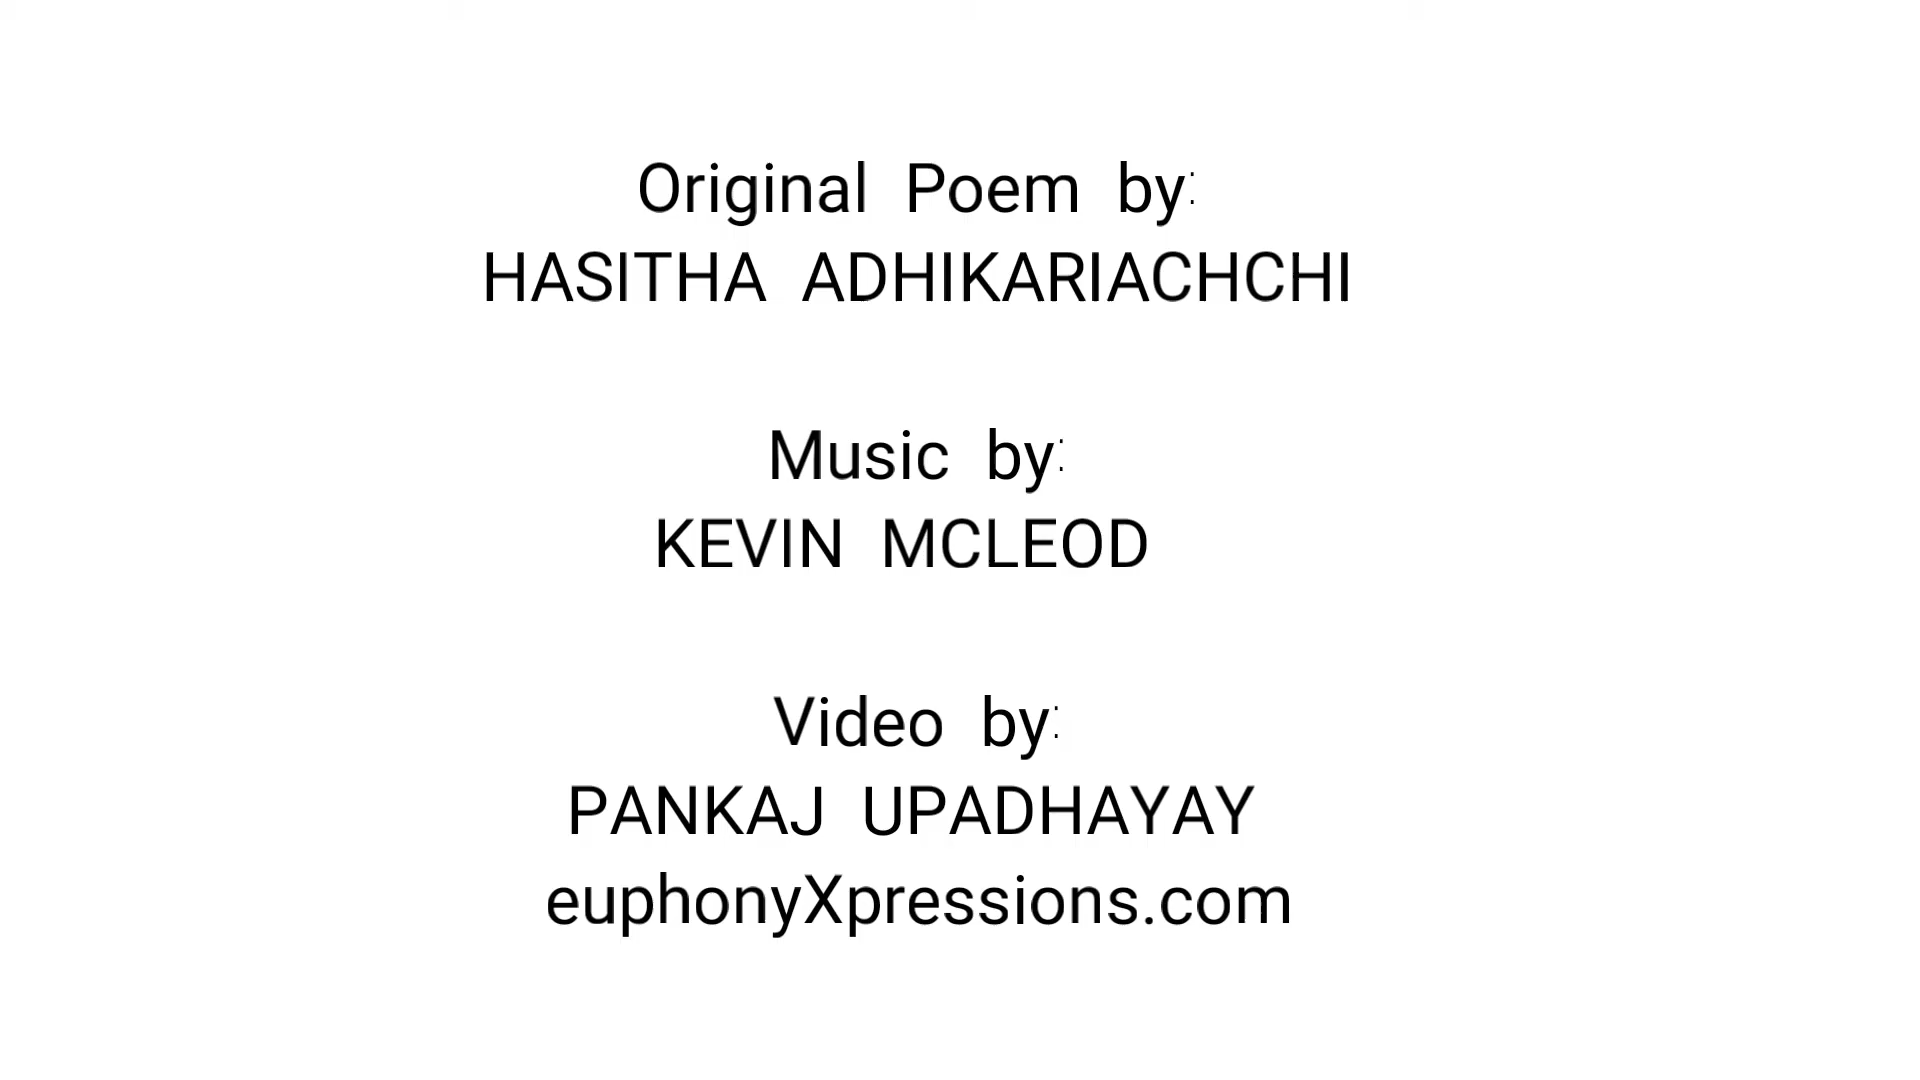 Original Poem by:
HASITHA ADHIKARIACHCHI
Music by:
KEVIN MCLEOD
Video by:
PANKAJ UPADHAYAY
euphonyXpressions.com